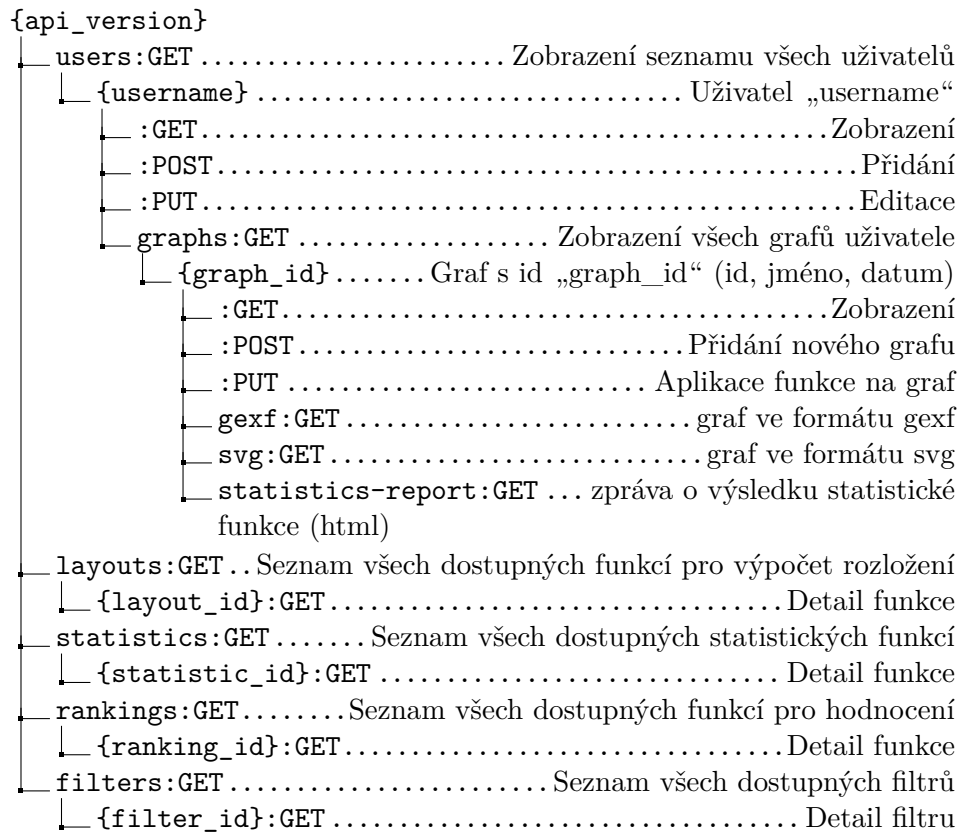 {api_version}
users:GET ....................... Zobrazení seznamu všech uživatelů
{username} ................................ Uživatel „username“
:GET ................................................ Zobrazení
:POST ................................................. Přidání
:PUT .................................................. Editace
graphs:GET ................... Zobrazení všech grafů uživatele
{graph_id} ....... Graf s id „graph_id“ (id, jméno, datum)
:GET ............................................ Zobrazení
:POST ............................. Přidání nového grafu
:PUT ............................ Aplikace funkce na graf
gexf:GET ........................... graf ve formátu gexf
svg:GET ............................. graf ve formátu svg
statistics-report:GET ... zpráva o výsledku statistické
funkce (html)
layouts:GET .. Seznam všech dostupných funkcí pro výpočet rozložení
{layout_id}:GET ................................... Detail funkce
statistics:GET ....... Seznam všech dostupných statistických funkcí
{statistic_id}:GET ............................... Detail funkce
rankings:GET ........ Seznam všech dostupných funkcí pro hodnocení
{ranking_id}:GET .................................. Detail funkce
filters:GET ......................... Seznam všech dostupných filtrů
{filter_id}:GET .................................... Detail filtru